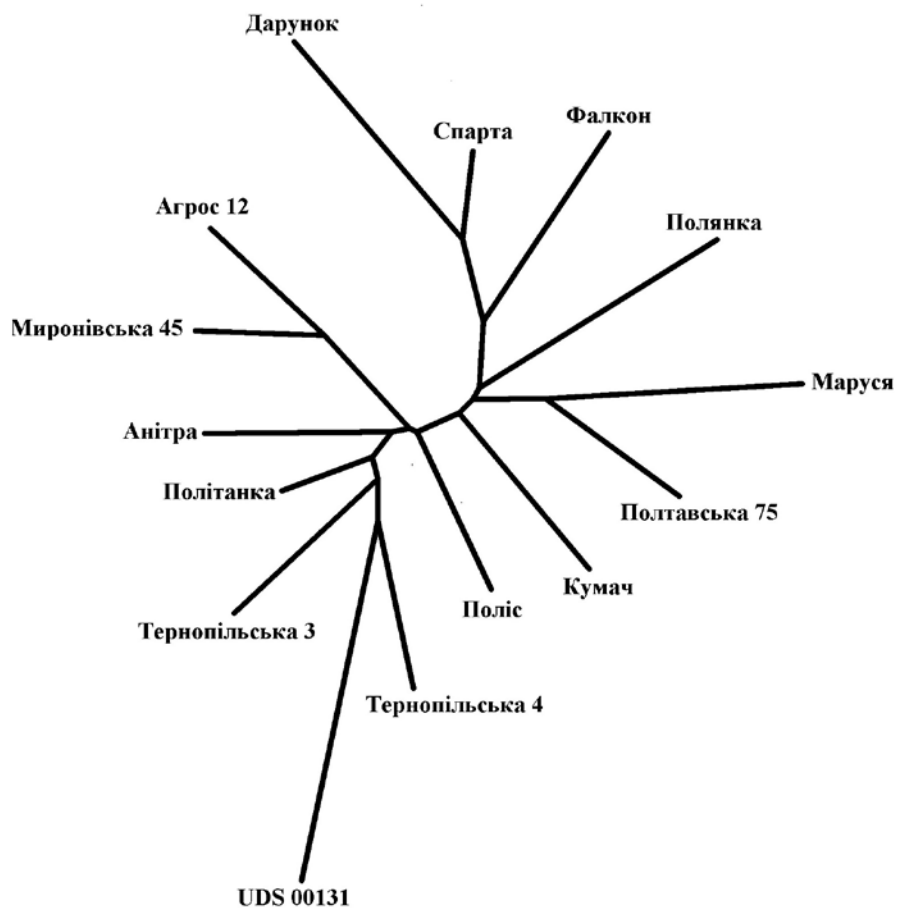 Дарунок
Фалкон
Спарта
Агрос 12
Полянка
Миронівська 45
Маруся
Анітра
Політанка
Полтавська 75
Кумач
Поліс
Тернопільська 3
Тернопільська 4
UDS 00131